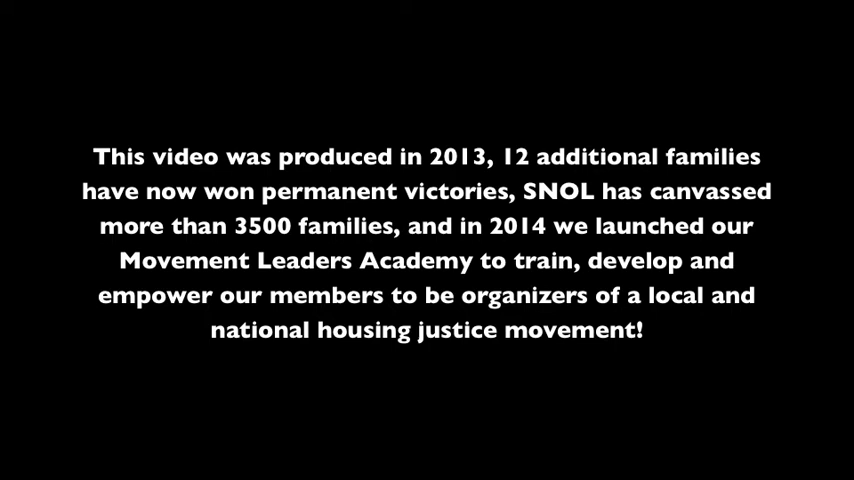 This video was produced in 2013, 12 additional families
have now won permanent victories, SNOL has canvassed
more than 3500 families, and in 2014 we launched our
Movement Leaders Academy to train, develop and
empower our members to be organizers of a local and
national housing justice movement!